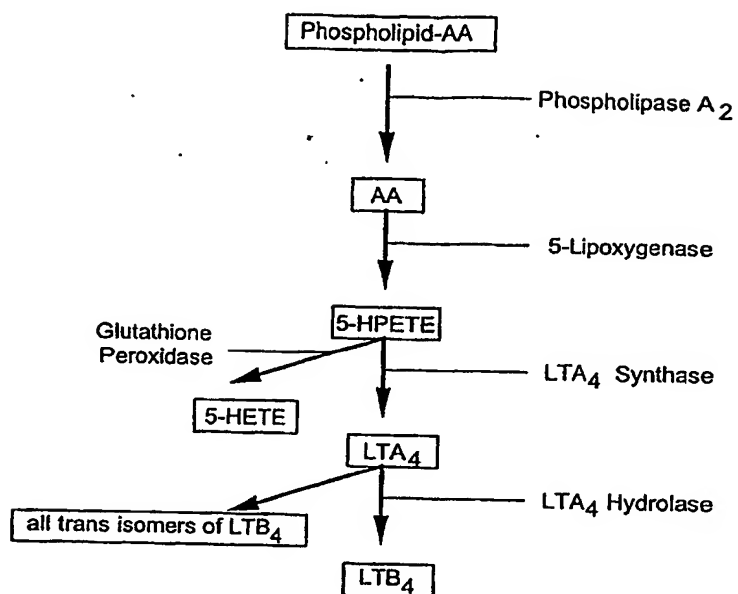 Phospholipid-AA
Phospholipase A2
AA
5-Lipoxygenase
5-HPETE
Glutathione
Peroxidase
LTA4 Synthase
5-HETE
LTA4
LTA4 Hydrolase
all trans isomers of LTB4
LTB4